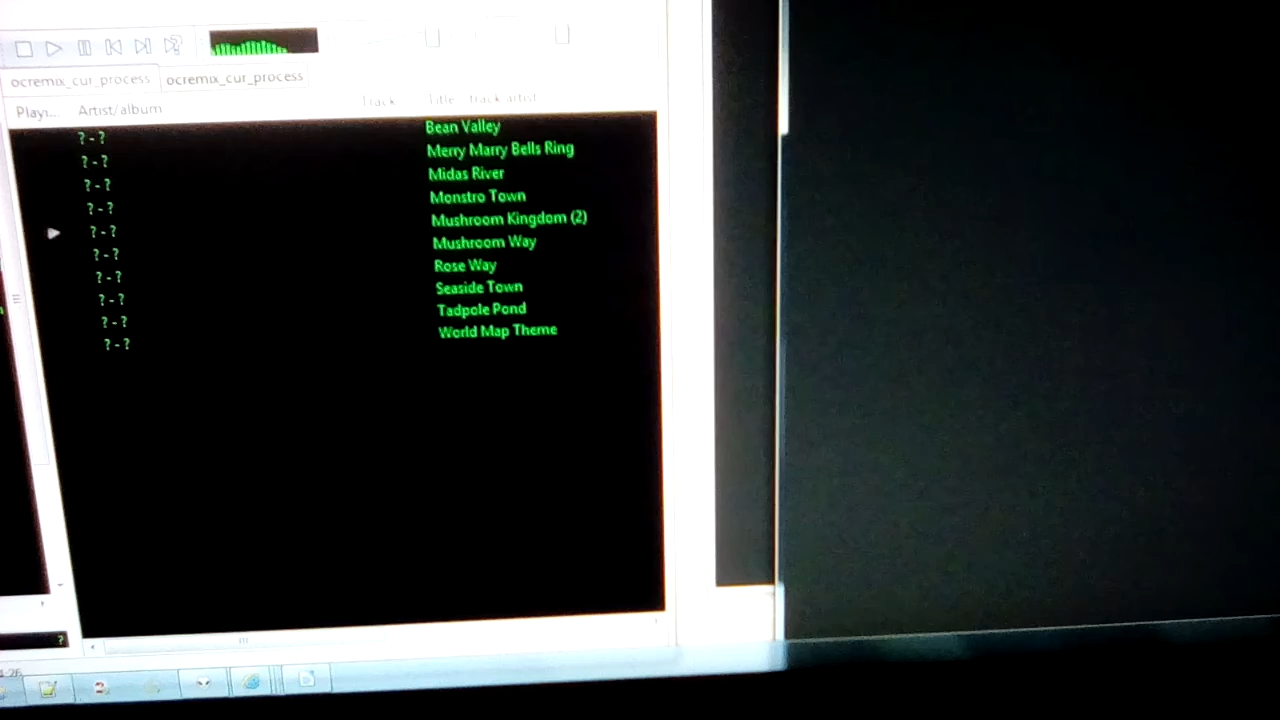 ocremix_cur_process ocremix_cur_process
Playi... Artist/album Track Title track artist
? - ? Bean Valley
? - ? Merry Marry Bells Ring
? - ? Midas River
? - ? Monstro Town
? - ? Mushroom Kingdom (2)
? - ? Mushroom Way
? - ? Rose Way
? - ? Seaside Town
? - ? Tadpole Pond
? - ? World Map Theme
?